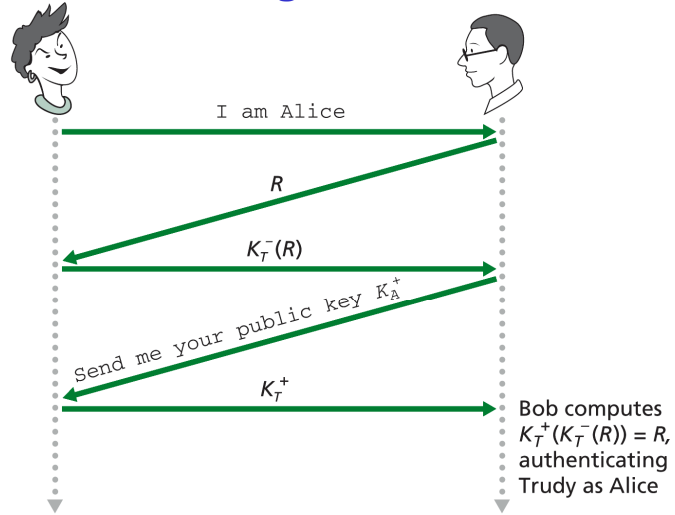 I am Alice
R
K_T^-(R)
Send me your public key K_A^+
K_T^+
Bob computes
K_T^+(K_T^-(R)) = R,
authenticating
Trudy as Alice